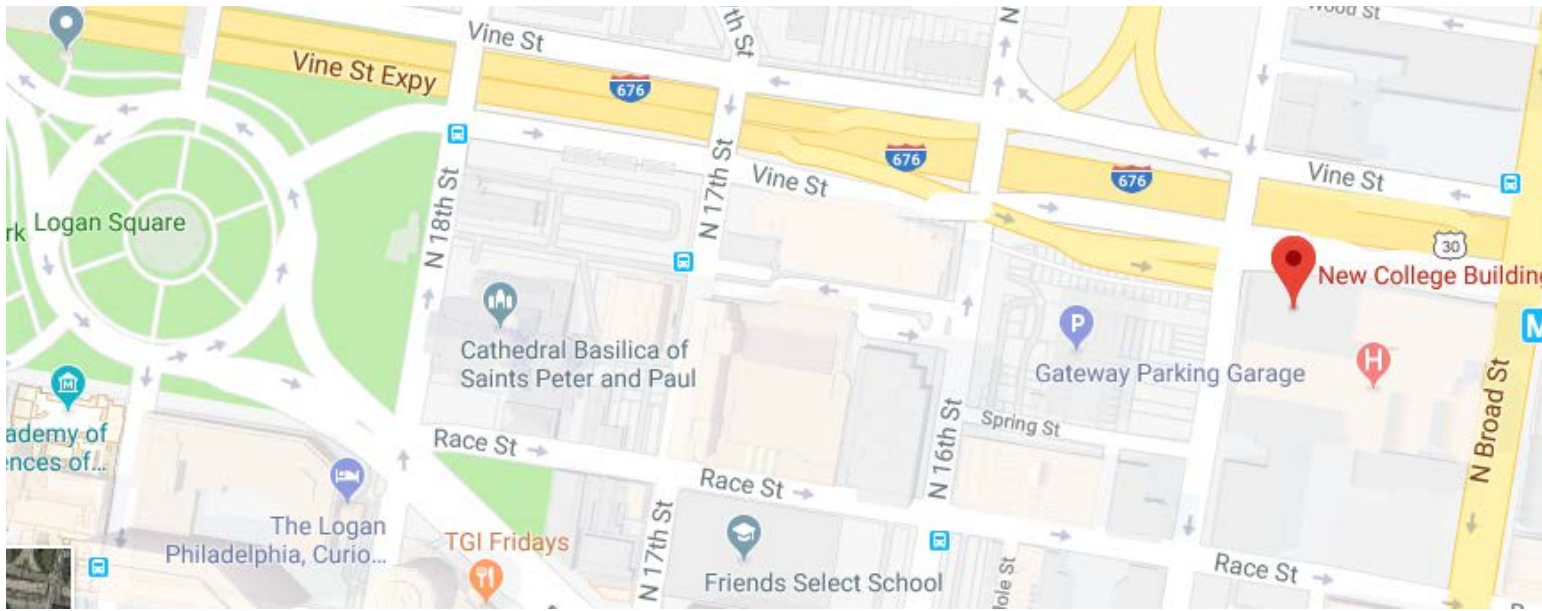 Wood St
N
Vine St
Vine St Expy
676
N 17th St
Vine St
676
676
Vine St
N 18th St
Logan Square
30
New College Building
M
Cathedral Basilica of
Saints Peter and Paul
P
Gateway Parking Garage
H
N Broad St
Race St
N 16th St
Spring St
Race St
The Logan
Philadelphia, Curio...
TGI Fridays
N 17th St
Friends Select School
Race St